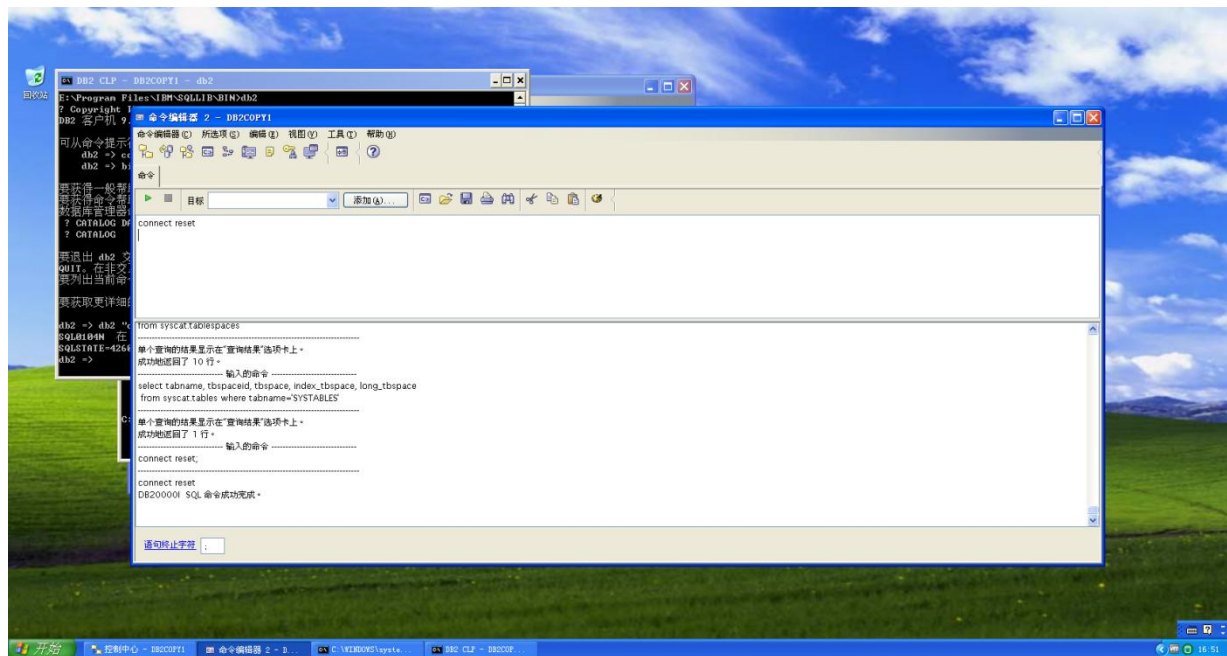 回收站
DB2 CLP - DB2COPY1 - db2
E:\Program Files\IBM\SQLLIB\BIN>db2
? Copyright
DB2 客户机 9.
可从命令提示
db2 =>
db2 =>
要获得一般帮
要获得命令帮
数据库管理器
? CATALOG
? CATALOG
要退出 db2
QUIT。在非交
要列出当前命
要获取更详细
db2 => db2
SQL0104N 在
db2 =>
命令编辑器 2 - DB2COPY1
命令编辑器(C) 所选项(S) 编辑(E) 视图(V) 工具(T) 帮助(H)
命令
目标 添加(A)...
connect reset
from syscat.tablespaces
单个查询的结果显示在"查询结果"选项卡上。
成功地返回了 10 行。
------------------------------ 输入的命令 ------------------------------
select tabname, tbspaceid, tbspace, index_tbspace, long_tbspace
from syscat.tables where tabname='SYSTABLES'
单个查询的结果显示在"查询结果"选项卡上。
成功地返回了 1 行。
------------------------------ 输入的命令 ------------------------------
connect reset;
connect reset
DB20000I SQL 命令成功完成。
语句终止字符 ;
开始 控制中心 - DB2COPY1 命令编辑器 2 - D... C:\WINDOWS\syste... DB2 CLP - DB2COP... 16:51